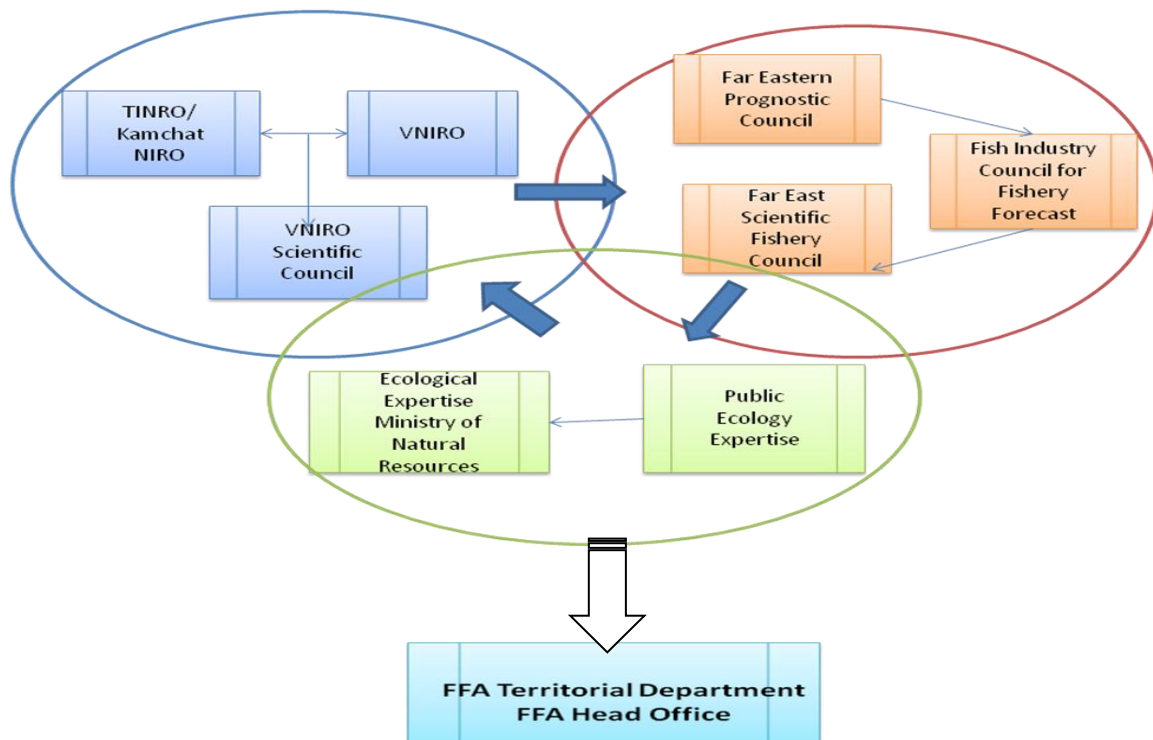 TINRO/
Kamchat
NIRO
VNIRO
VNIRO
Scientific
Council
Far Eastern
Prognostic
Council
Fish Industry
Council for
Fishery
Forecast
Far East
Scientific
Fishery
Council
Ecological
Expertise
Ministry of
Natural
Resources
Public
Ecology
Expertise
FFA Territorial Department
FFA Head Office